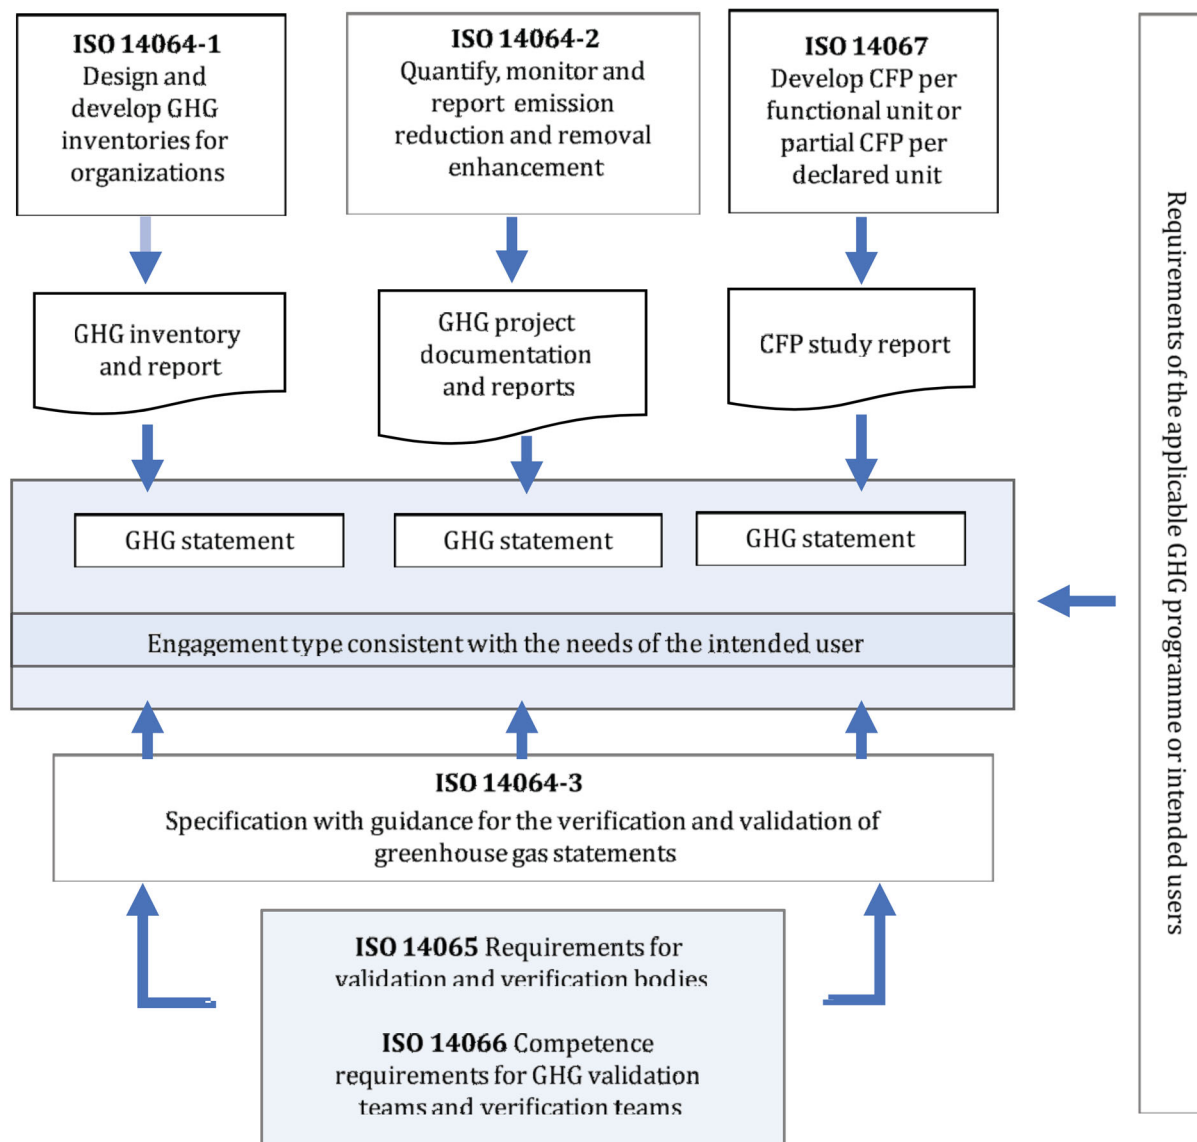 ISO 14064-1
Design and
develop GHG
inventories for
organizations
ISO 14064-2
Quantify, monitor and
report emission
reduction and removal
enhancement
ISO 14067
Develop CFP per
functional unit or
partial CFP per
declared unit
GHG inventory
and report
GHG project
documentation
and reports
CFP study report
GHG statement
GHG statement
GHG statement
Engagement type consistent with the needs of the intended user
ISO 14064-3
Specification with guidance for the verification and validation of
greenhouse gas statements
ISO 14065 Requirements for
validation and verification bodies
ISO 14066 Competence
requirements for GHG validation
teams and verification teams
Requirements of the applicable GHG programme or intended users